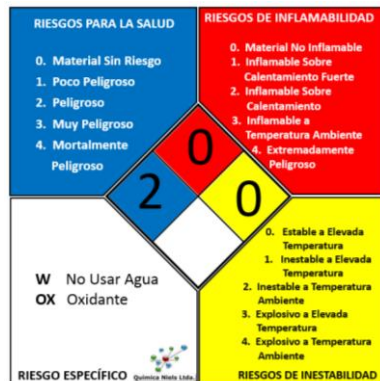 RIESGOS PARA LA SALUD
0. Material Sin Riesgo
1. Poco Peligroso
2. Peligroso
3. Muy Peligroso
4. Mortalmente
Peligroso
RIESGOS DE INFLAMABILIDAD
0. Material No Inflamable
1. Inflamable Sobre
Calentamiento Fuerte
2. Inflamable Sobre
Calentamiento
3. Inflamable a
Temperatura Ambiente
4. Extremadamente
Peligroso
0
2
0
W No Usar Agua
OX Oxidante
RIESGO ESPECÍFICO
Química Niels Ltda.
0. Estable a Elevada
Temperatura
1. Inestable a Elevada
Temperatura
2. Inestable a Temperatura
Ambiente
3. Explosivo a Elevada
Temperatura
4. Explosivo a Temperatura
Ambiente
RIESGOS DE INESTABILIDAD